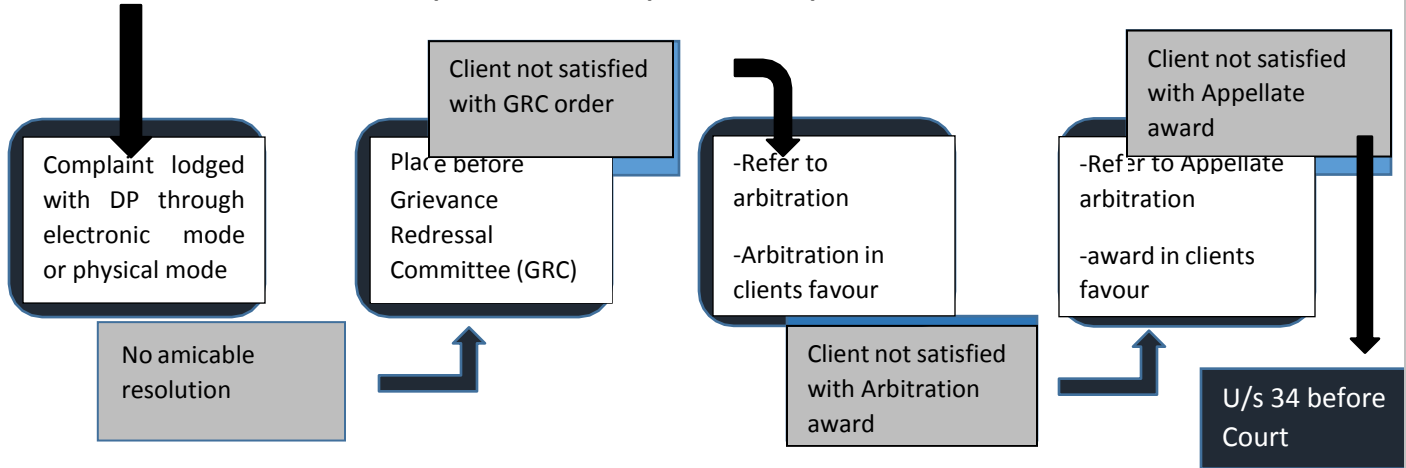 Complaint lodged
with DP through
electronic mode
or physical mode
No amicable
resolution
Place before
Grievance
Redressal
Committee (GRC)
Client not satisfied
with GRC order
-Refer to
arbitration
-Arbitration in
clients favour
Client not satisfied
with Arbitration
award
-Refer to Appellate
arbitration
-award in clients
favour
Client not satisfied
with Appellate
award
U/s 34 before
Court